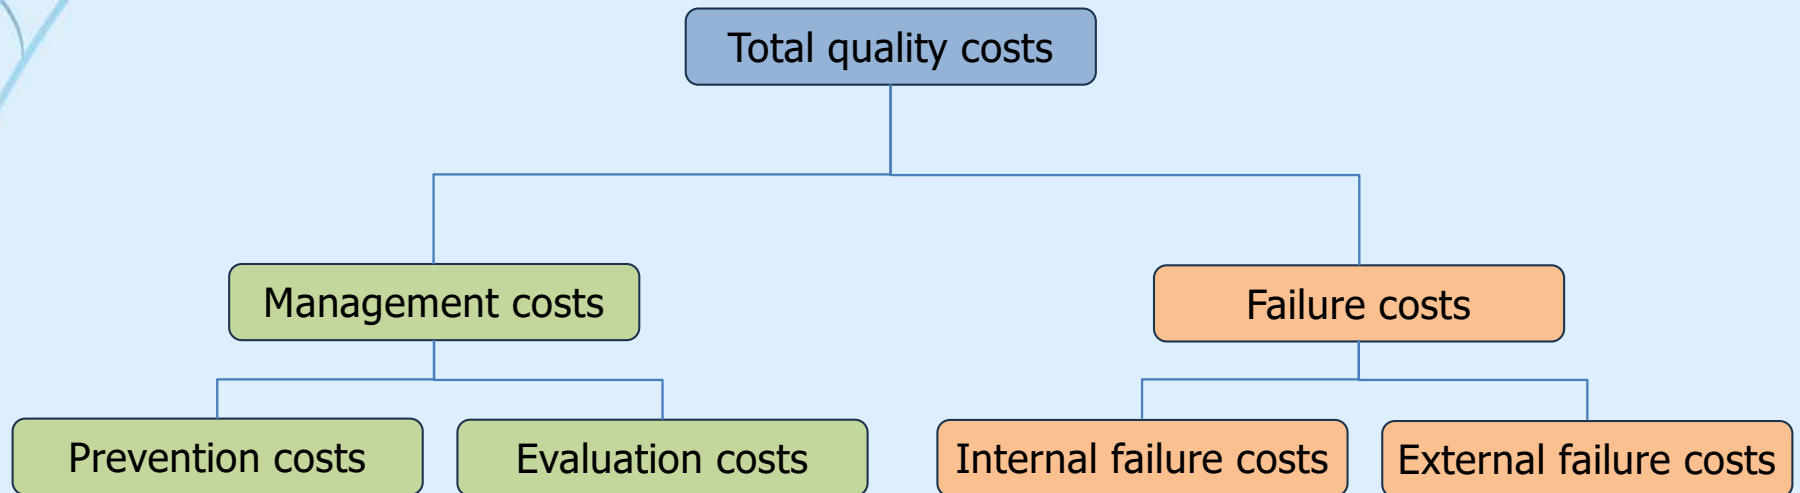 Total quality costs
Management costs
Failure costs
Prevention costs
Evaluation costs
Internal failure costs
External failure costs